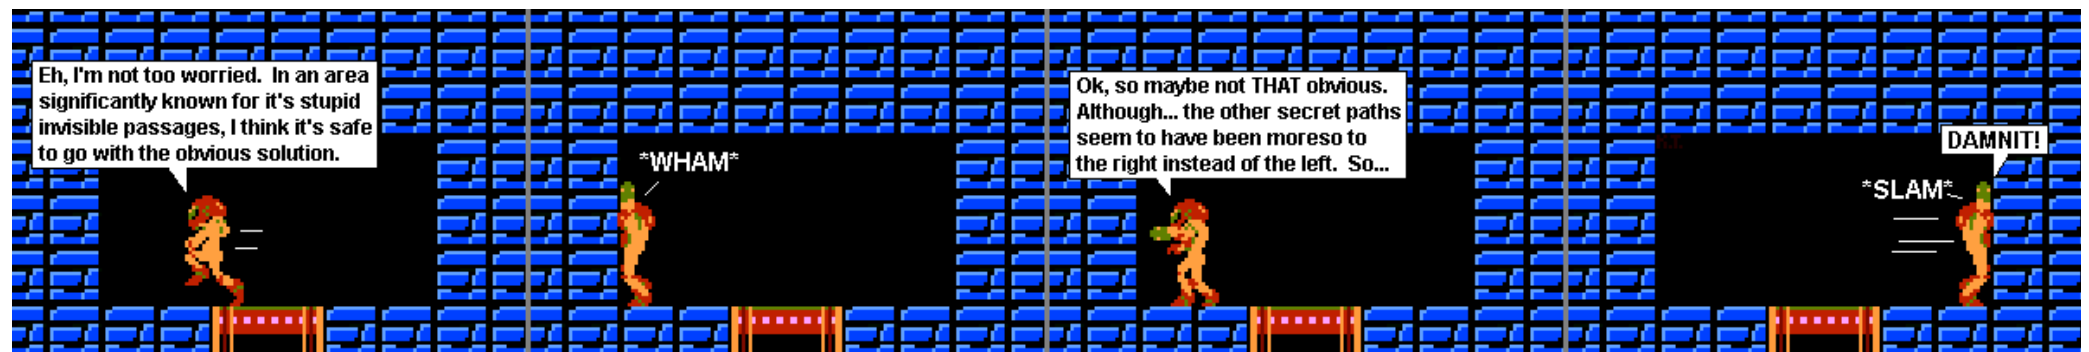 Eh, I'm not too worried. In an area
significantly known for it's stupid
invisible passages, I think it's safe
to go with the obvious solution.
*WHAM*
Ok, so maybe not THAT obvious.
Although... the other secret paths
seem to have been moreso to
the right instead of the left. So...
DAMNIT!
*SLAM*